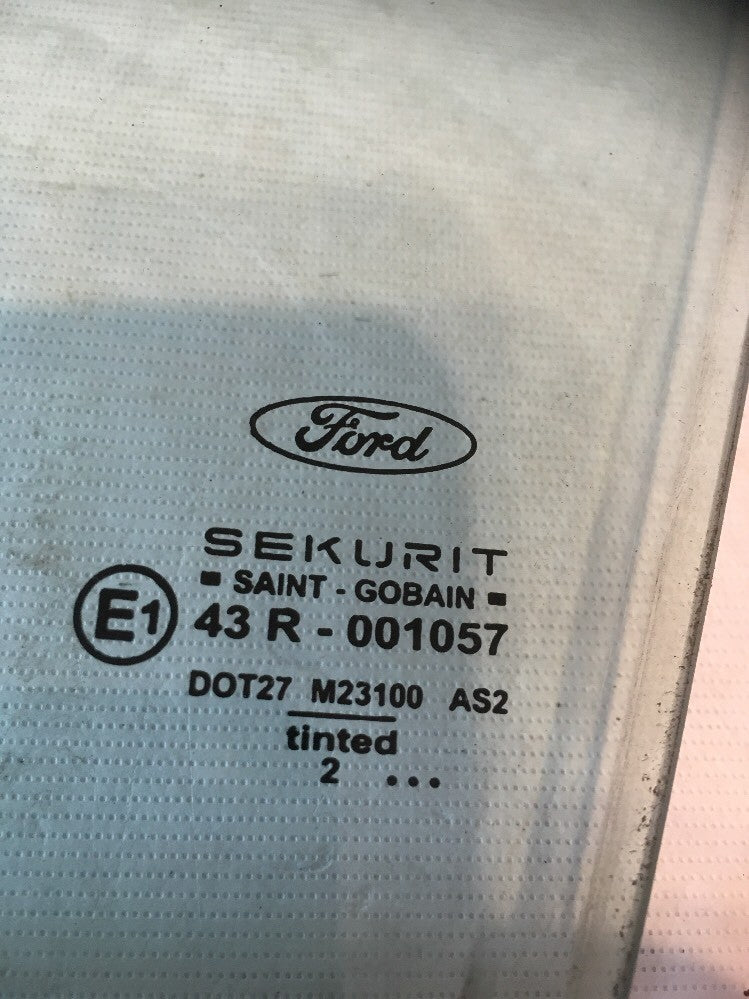 Ford
SEKURIT
SAINT - GOBAIN
E1 43 R - 001057
DOT27 M23100 AS2
tinted
2 ...